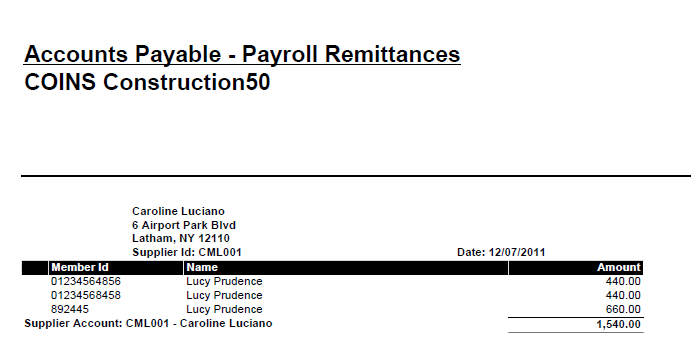 Accounts Payable - Payroll Remittances
COINS Construction50
Caroline Luciano
6 Airport Park Blvd
Latham, NY 12110
Supplier Id: CML001 Date: 12/07/2011
Member Id Name Amount
01234564856 Lucy Prudence 440.00
01234568458 Lucy Prudence 440.00
892445 Lucy Prudence 660.00
Supplier Account: CML001 - Caroline Luciano 1,540.00